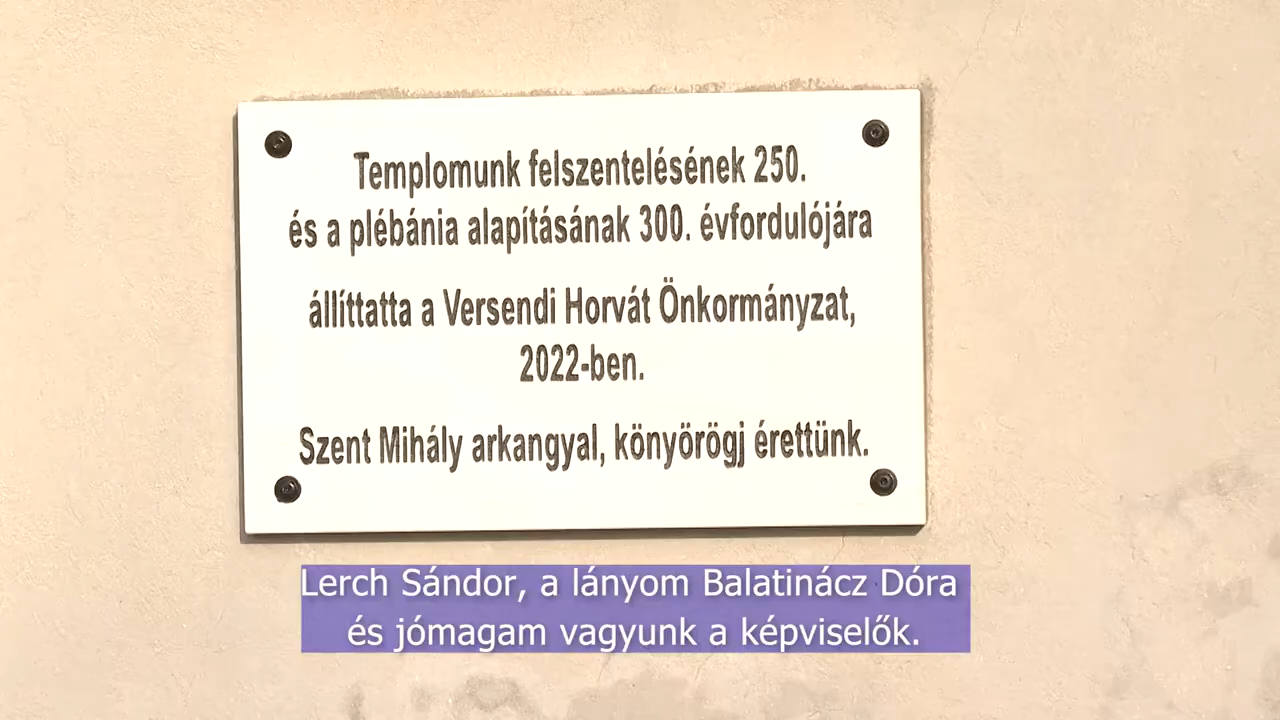 Templomunk felszentelésének 250.
és a plébánia alapításának 300. évfordulójára
állíttatta a Versendi Horvát Önkormányzat,
2022-ben.
Szent Mihály arkangyal, könyörögj érettünk.
Lerch Sándor, a lányom Balatinácz Dóra
és jómagam vagyunk a képviselők.